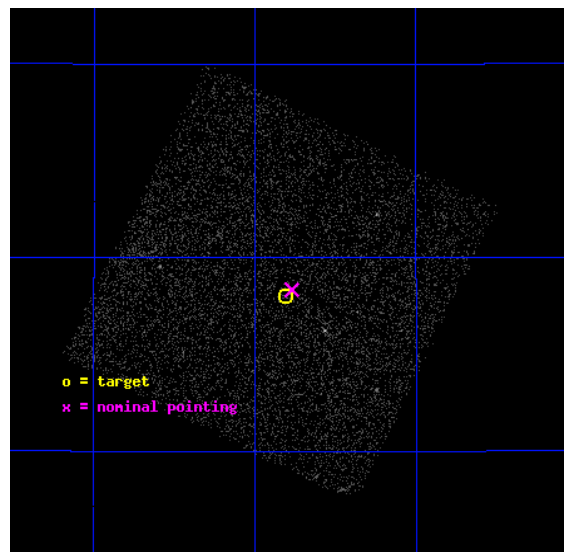 o = target
x = nominal pointing